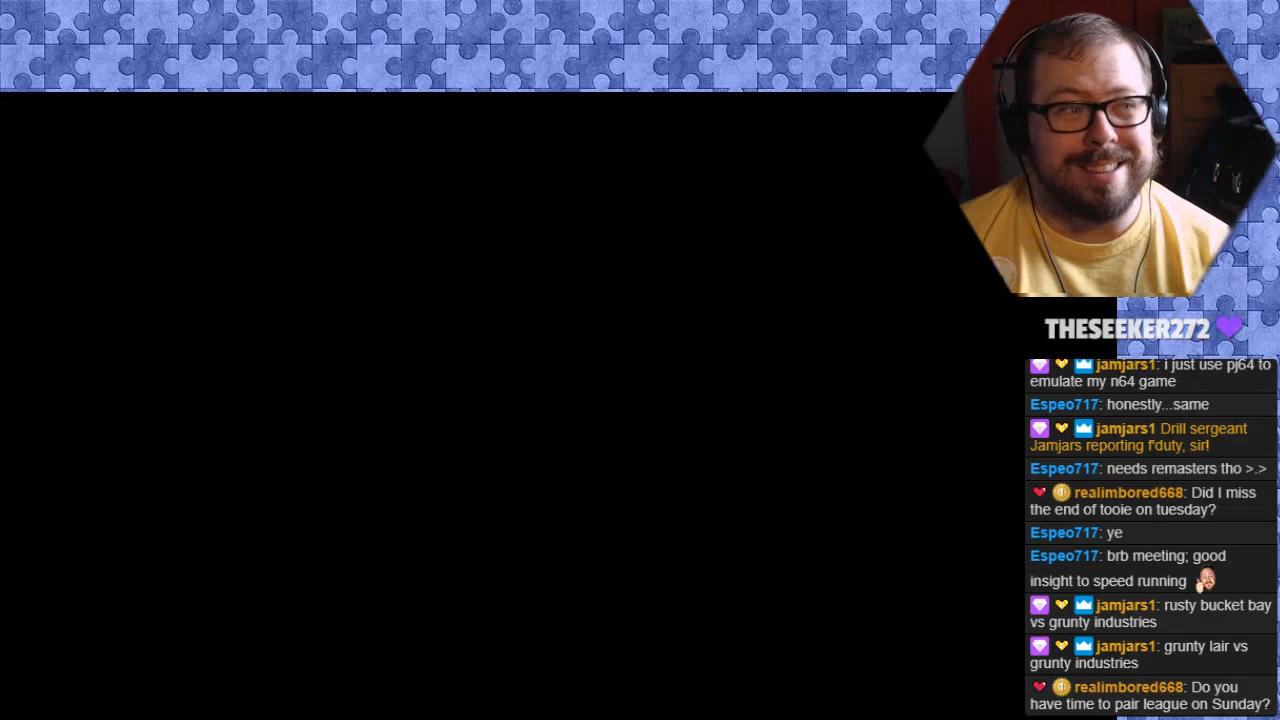 THESEEKER272
jamjars1: i just use pj64 to
emulate my n64 game
Espeo717: honestly...same
jamjars1 Drill sergeant
Jamjars reporting f'duty, sir!
Espeo717: needs remasters tho >.>
realimbored668: Did I miss
the end of tooie on tuesday?
Espeo717: ye
Espeo717: brb meeting; good
insight to speed running
jamjars1: rusty bucket bay
vs grunty industries
jamjars1: grunty lair vs
grunty industries
realimbored668: Do you
have time to pair league on Sunday?